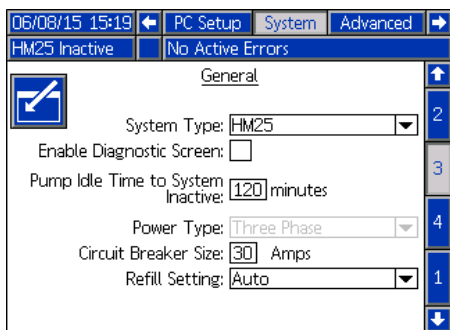 06/08/15 15:19 PC Setup System Advanced
HM25 Inactive No Active Errors
General
2
System Type: HM25
Enable Diagnostic Screen:
3
Pump Idle Time to System
Inactive: 120 minutes
Power Type: Three Phase
4
Circuit Breaker Size: 30 Amps
Refill Setting: Auto
1